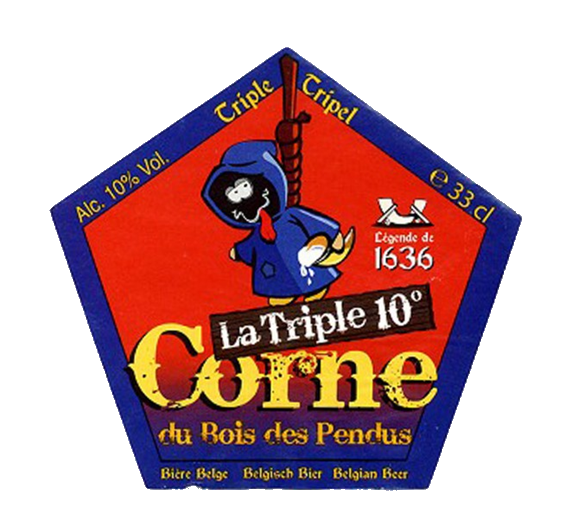 Triple Tripel
Alc. 10% Vol.
e 33 cl
Légende de
1636
La Triple 10°
Corne
du Bois des Pendus
Bière Belge Belgisch Bier Belgian Beer